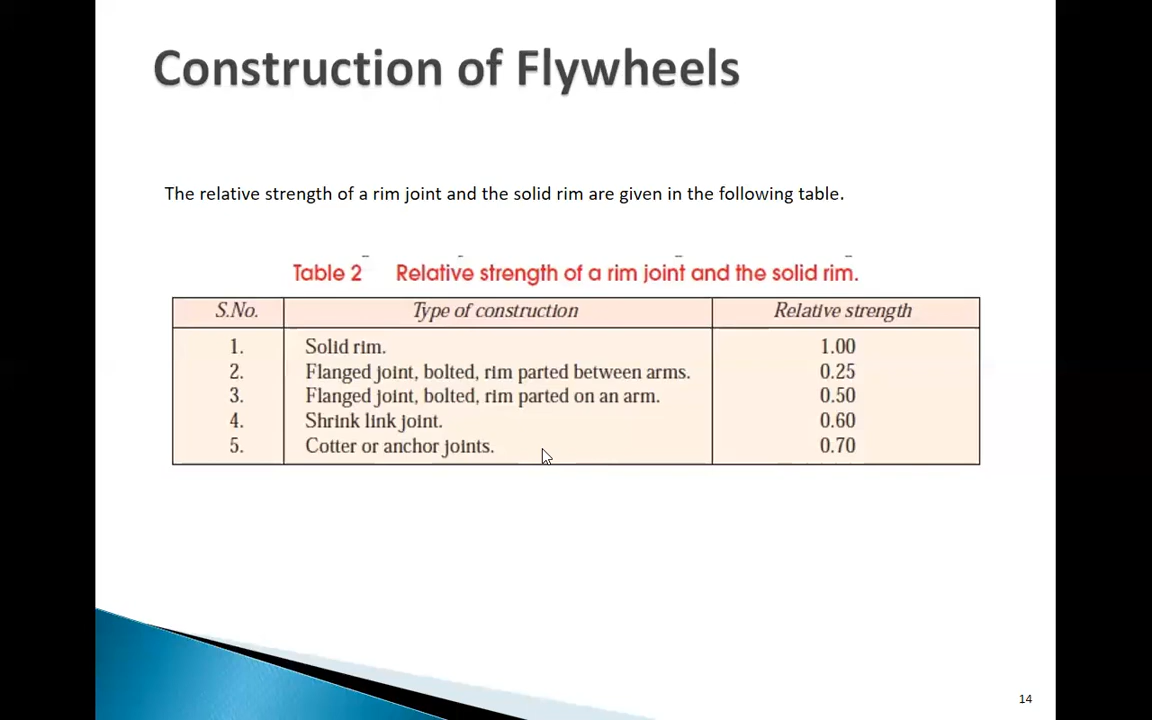 Construction of Flywheels
The relative strength of a rim joint and the solid rim are given in the following table.
Table 2 Relative strength of a rim joint and the solid rim.
S.No. Type of construction Relative strength
1. Solid rim. 1.00
2. Flanged joint, bolted, rim parted between arms. 0.25
3. Flanged joint, bolted, rim parted on an arm. 0.50
4. Shrink link joint. 0.60
5. Cotter or anchor joints. 0.70
14